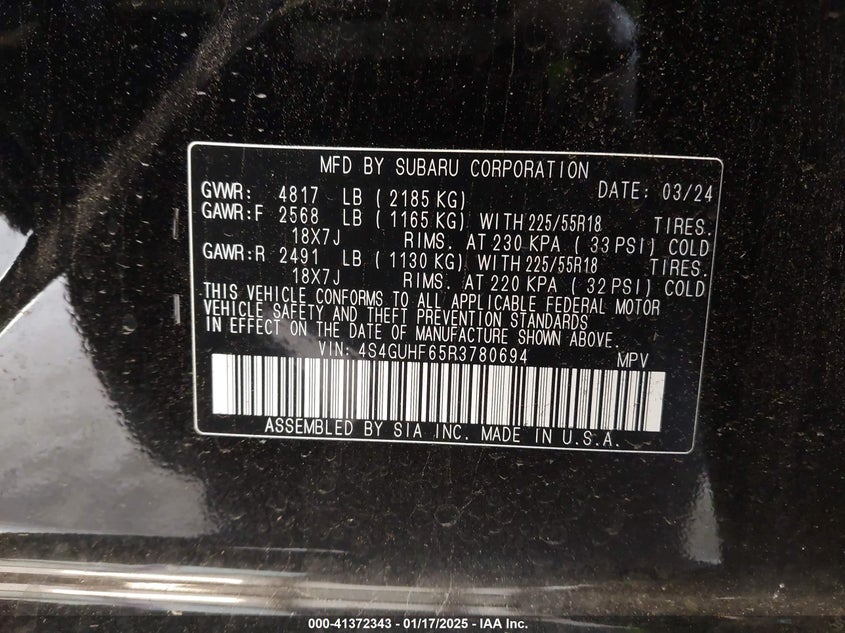 MFD BY SUBARU CORPORATION
DATE: 03/24
GVWR: 4817 LB ( 2185 KG)
GAWR:F 2568 LB ( 1165 KG) WITH 225/55R18 TIRES.
18X7J RIMS. AT 230 KPA ( 33 PSI) COLD
GAWR:R 2491 LB ( 1130 KG) WITH 225/55R18 TIRES.
18X7J RIMS. AT 220 KPA ( 32 PSI) COLD
THIS VEHICLE CONFORMS TO ALL APPLICABLE FEDERAL MOTOR
VEHICLE SAFETY AND THEFT PREVENTION STANDARDS
IN EFFECT ON THE DATE OF MANUFACTURE SHOWN ABOVE.
VIN: 4S4GUHF65R3780694 MPV
ASSEMBLED BY SIA INC. MADE IN U.S.A.
000-41372343 - 01/17/2025 - IAA Inc.